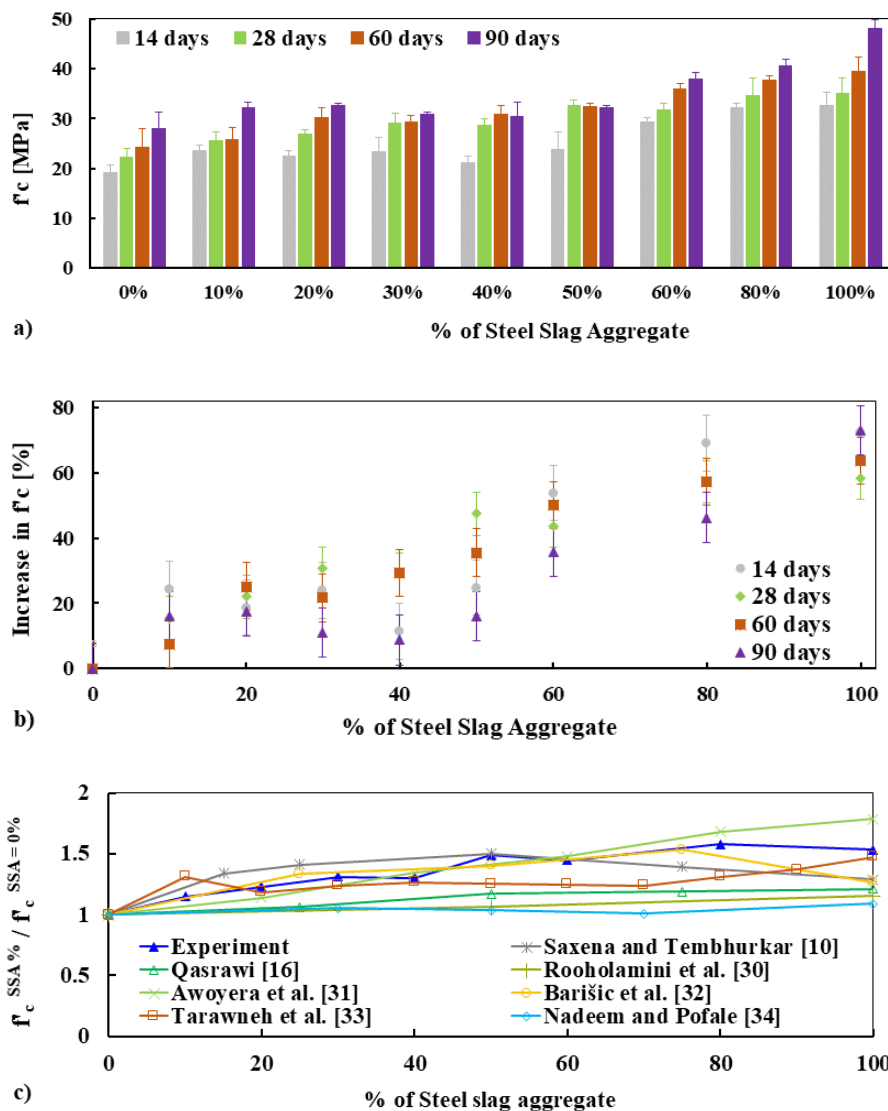 50
14 days 28 days 60 days 90 days
40
30
20
10
0
f'c [MPa]
0% 10% 20% 30% 40% 50% 60% 80% 100%
% of Steel Slag Aggregate
a)
80
60
40
20
0
Increase in f'c [%]
14 days
28 days
60 days
90 days
0 20 40 60 80 100
% of Steel Slag Aggregate
b)
2
1.5
1
0.5
0
f'c SSA % / f'c SSA = 0%
Experiment Saxena and Tembhurkar [10]
Qasrawi [16] Rooholamini et al. [30]
Awoyera et al. [31] Barišic et al. [32]
Tarawneh et al. [33] Nadeem and Pofale [34]
0 20 40 60 80 100
% of Steel slag aggregate
c)